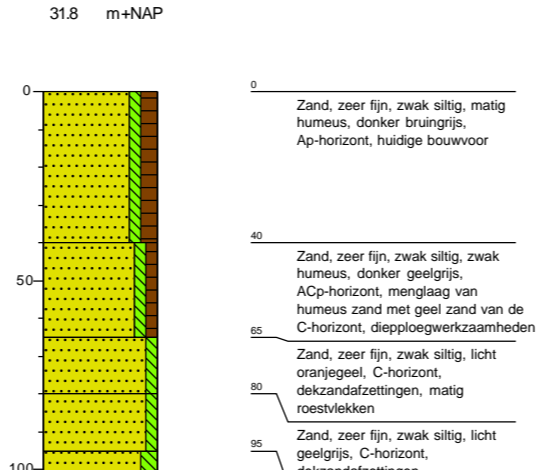 31.8 m+NAP
0
0
Zand, zeer fijn, zwak siltig, matig
humeus, donker bruingrijs,
Ap-horizont, huidige bouwvoor
40
Zand, zeer fijn, zwak siltig, zwak
humeus, donker geelgrijs,
ACp-horizont, menglaag van
humeus zand met geel zand van de
C-horizont, diepploegwerkzaamheden
50
65
Zand, zeer fijn, zwak siltig, licht
oranjegeel, C-horizont,
dekzandafzettingen, matig
roestvlekken
80
Zand, zeer fijn, zwak siltig, licht
geelgrijs, C-horizont,
dekzandafzettingen
95
100